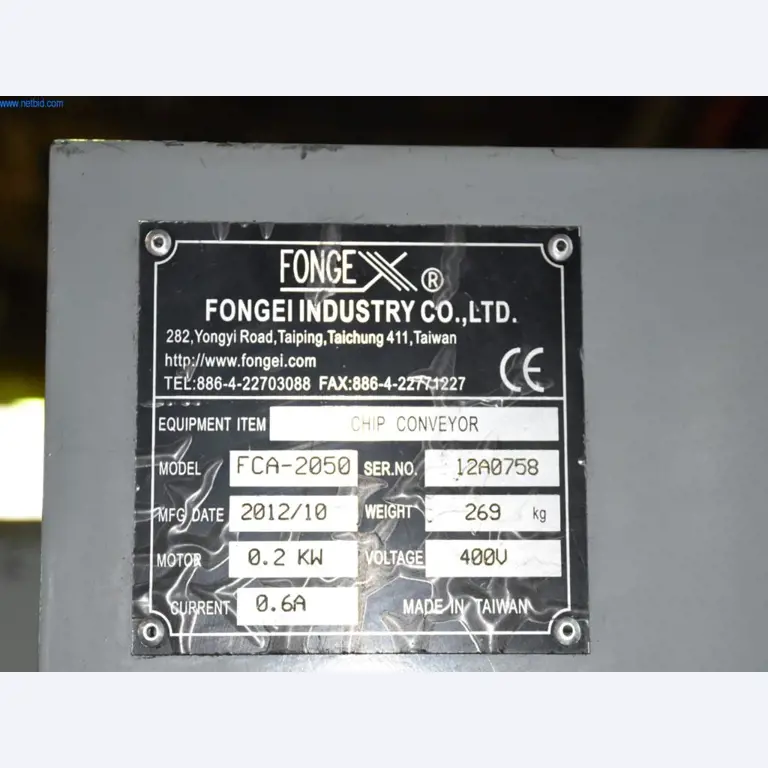 www.netbid.com
FONGEX®
FONGEI INDUSTRY CO.,LTD.
282,Yongyi Road,Taiping,Taichung 411,Taiwan
http://www.fongei.com
TEL:886-4-22703088 FAX:886-4-22771227
CE
EQUIPMENT ITEM CHIP CONVEYOR
MODEL FCA-2050 SER.NO. 12A0758
MFG DATE 2012/10 WEIGHT 269 kg
MOTOR 0.2 KW VOLTAGE 400V
CURRENT 0.6A MADE IN TAIWAN